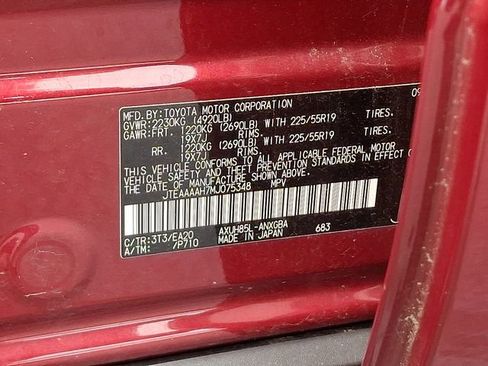 MFD. BY: TOYOTA MOTOR CORPORATION 09
GVWR: 2230KG (4920LB)
GAWR: FRT. 1220KG (2690LB) WITH 225/55R19 TIRES.
19X7J RIMS.
RR. 1220KG (2690LB) WITH 225/55R19 TIRES.
19X7J RIMS.
THIS VEHICLE CONFORMS TO ALL APPLICABLE FEDERAL MOTOR
VEHICLE SAFETY AND THEFT PREVENTION STANDARDS IN EFFECT ON
THE DATE OF MANUFACTURE SHOWN ABOVE.
JTEAAAAH7MJ075348 MPV
C/TR: 3T3/EA20 AXUH85L-ANXGBA 683
A/TM: 7P710 MADE IN JAPAN